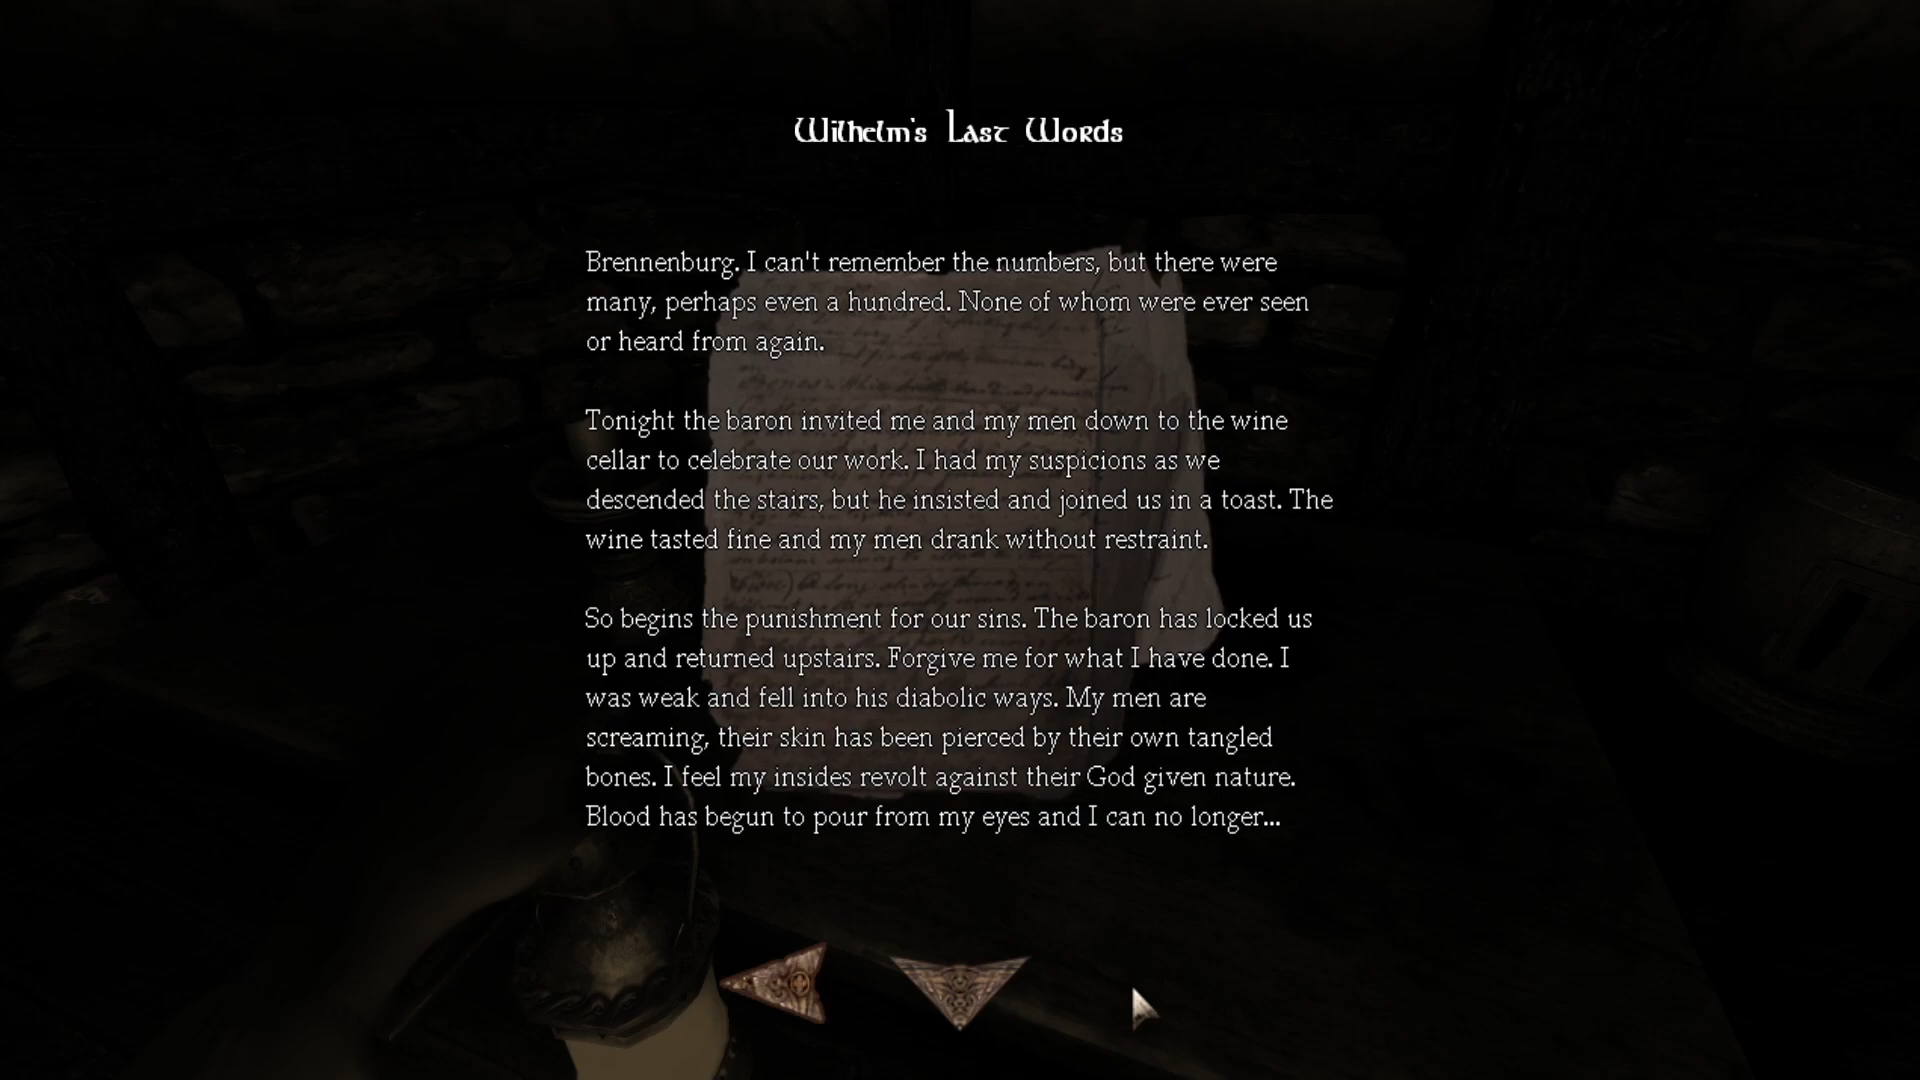 Wilhelm's Last Words
Brennenburg. I can't remember the numbers, but there were
many, perhaps even a hundred. None of whom were ever seen
or heard from again.
Tonight the baron invited me and my men down to the wine
cellar to celebrate our work. I had my suspicions as we
descended the stairs, but he insisted and joined us in a toast. The
wine tasted fine and my men drank without restraint.
So begins the punishment for our sins. The baron has locked us
up and returned upstairs. Forgive me for what I have done. I
was weak and fell into his diabolic ways. My men are
screaming, their skin has been pierced by their own tangled
bones. I feel my insides revolt against their God given nature.
Blood has begun to pour from my eyes and I can no longer...